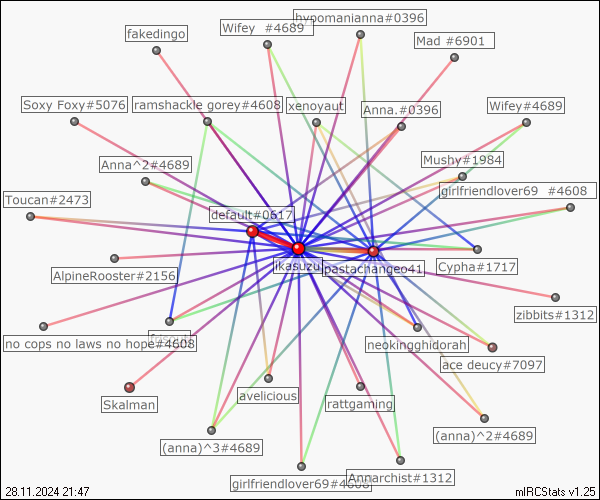 hypomanianna#0396
Wifey #4689
fakedingo
Mad #6901
Soxy Foxy#5076
ramshackle gorey#4608
xenoyaut
Anna.#0396
Wifey#4689
Anna^2#4689
Mushy#1984
Toucan#2473
girlfriendlover69 #4608
default#0617
ikasuzu
pastachangeo41
Cypha#1717
AlpineRooster#2156
zibbits#1312
no cops no laws no hope#4608
neokingghidorah
ace deucy#7097
avelicious
Skalman
rattgaming
(anna)^2#4689
(anna)^3#4689
Annarchist#1312
girlfriendlover69#4608
28.11.2024 21:47
mIRCStats v1.25